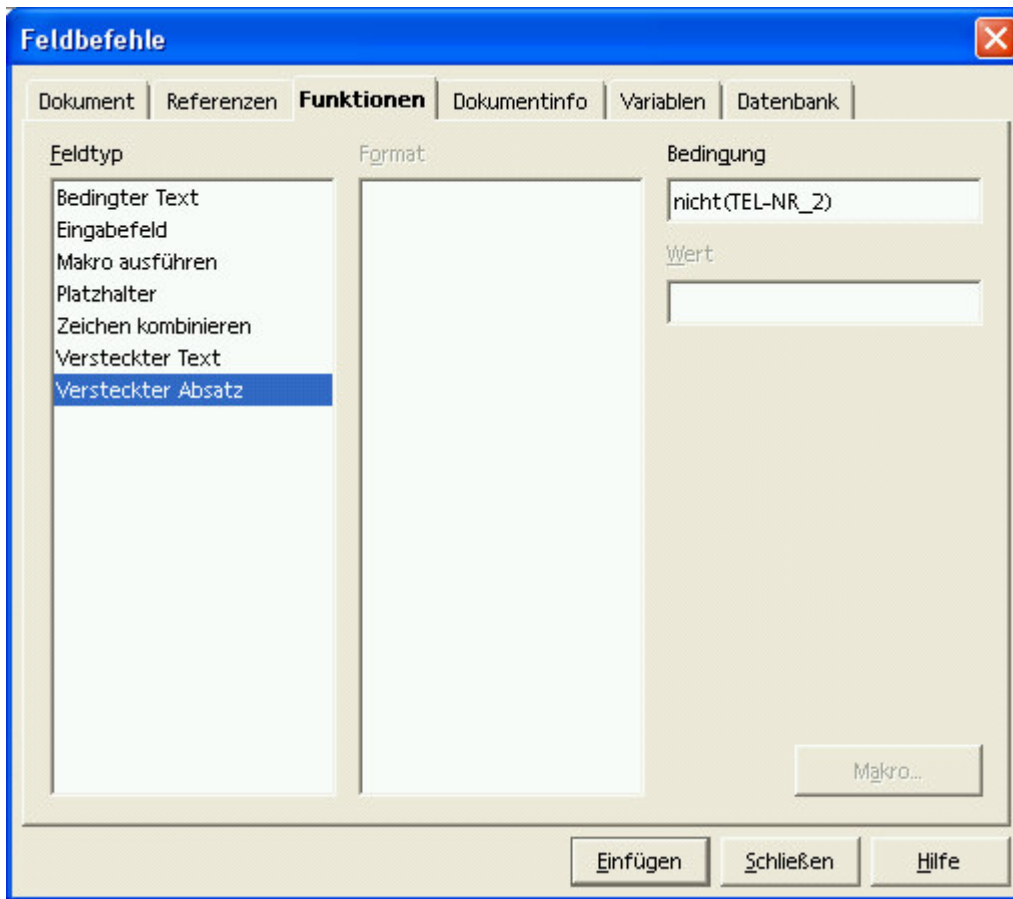 Feldbefehle
Dokument Referenzen Funktionen Dokumentinfo Variablen Datenbank
Feldtyp
Bedingter Text
Eingabefeld
Makro ausführen
Platzhalter
Zeichen kombinieren
Versteckter Text
Versteckter Absatz
Format
Bedingung
nicht(TEL-NR_2)
Wert
Makro...
Einfügen Schließen Hilfe